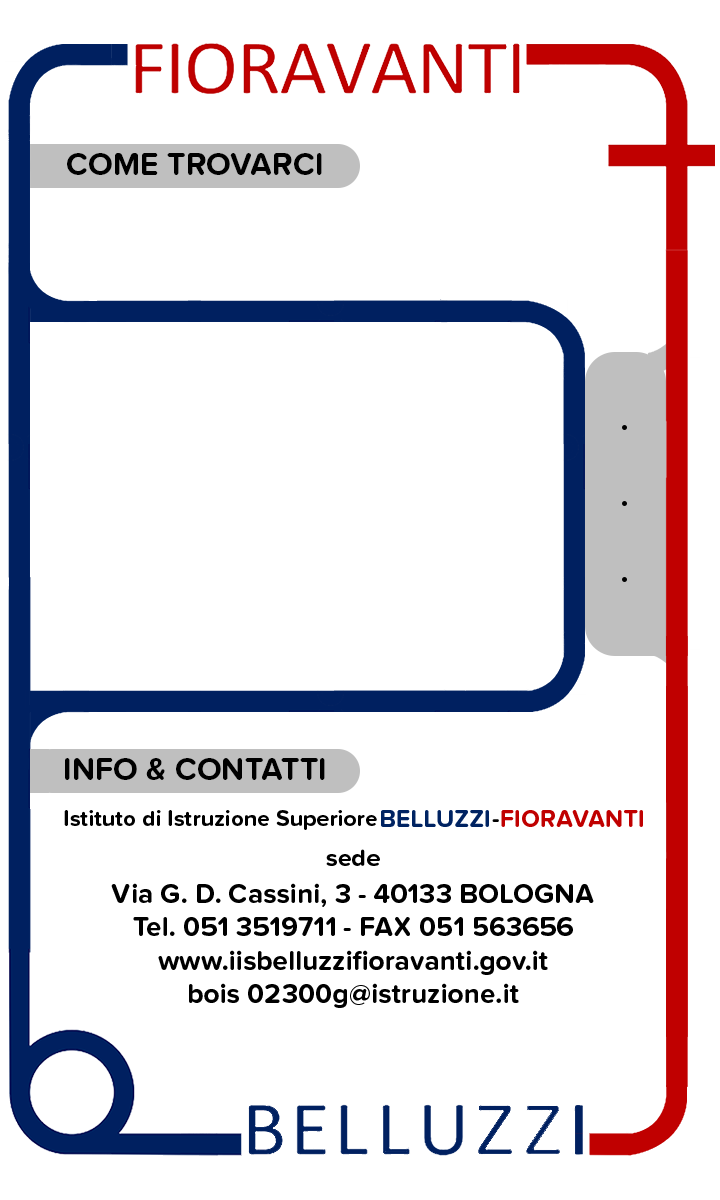 FIORAVANTI
COME TROVARCI
INFO & CONTATTI
Istituto di Istruzione Superiore BELLUZZI-FIORAVANTI
sede
Via G. D. Cassini, 3 - 40133 BOLOGNA
Tel. 051 3519711 - FAX 051 563656
www.iisbelluzzifioravanti.gov.it
bois 02300g@istruzione.it
BELLUZZI